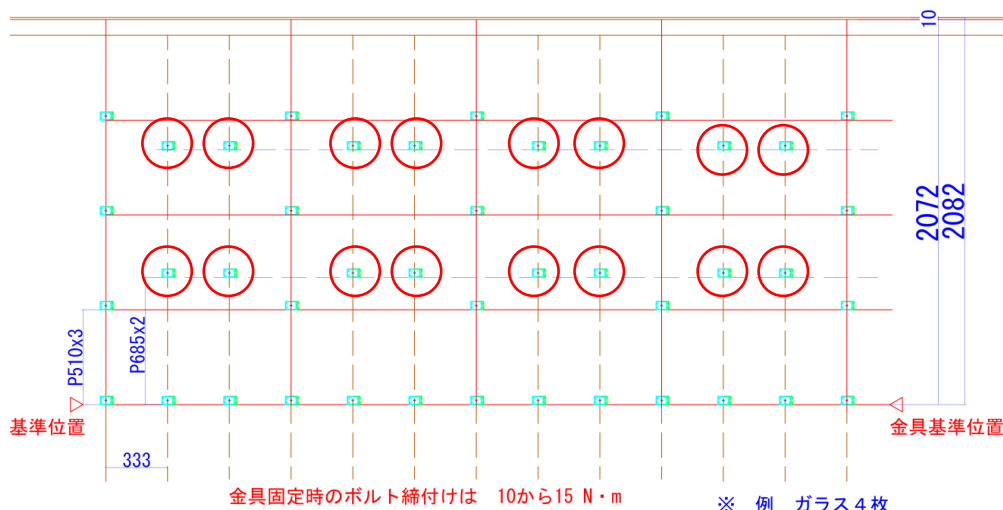 10
2072
2082
P510x3
P685x2
基準位置
金具基準位置
333
金具固定時のボルト締付けは 10から15 N・m
※ 例 ガラス4枚